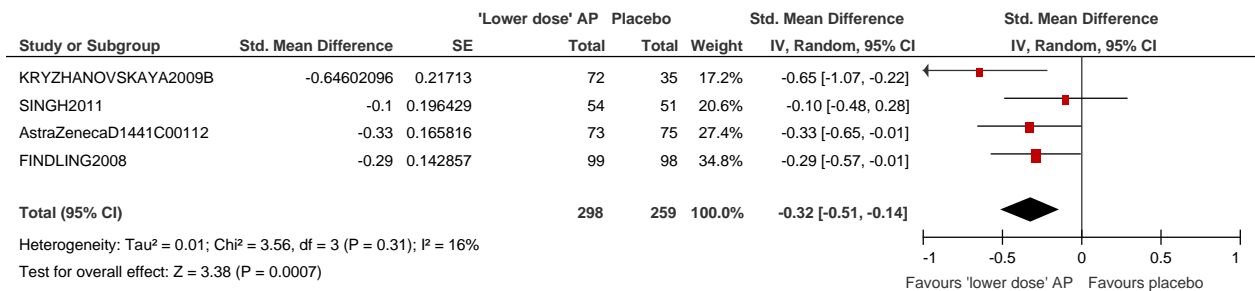 'Lower dose' AP Placebo Std. Mean Difference Std. Mean Difference
Study or Subgroup Std. Mean Difference SE Total Total Weight IV, Random, 95% CI IV, Random, 95% CI
KRYZHANOVSKAYA2009B -0.64602096 0.21713 72 35 17.2% -0.65 [-1.07, -0.22]
SINGH2011 -0.1 0.196429 54 51 20.6% -0.10 [-0.48, 0.28]
AstraZenecaD1441C00112 -0.33 0.165816 73 75 27.4% -0.33 [-0.65, -0.01]
FINDLING2008 -0.29 0.142857 99 98 34.8% -0.29 [-0.57, -0.01]
Total (95% CI) 298 259 100.0% -0.32 [-0.51, -0.14]
Heterogeneity: Tau² = 0.01; Chi² = 3.56, df = 3 (P = 0.31); I² = 16%
Test for overall effect: Z = 3.38 (P = 0.0007)
-1 -0.5 0 0.5 1
Favours 'lower dose' AP Favours placebo